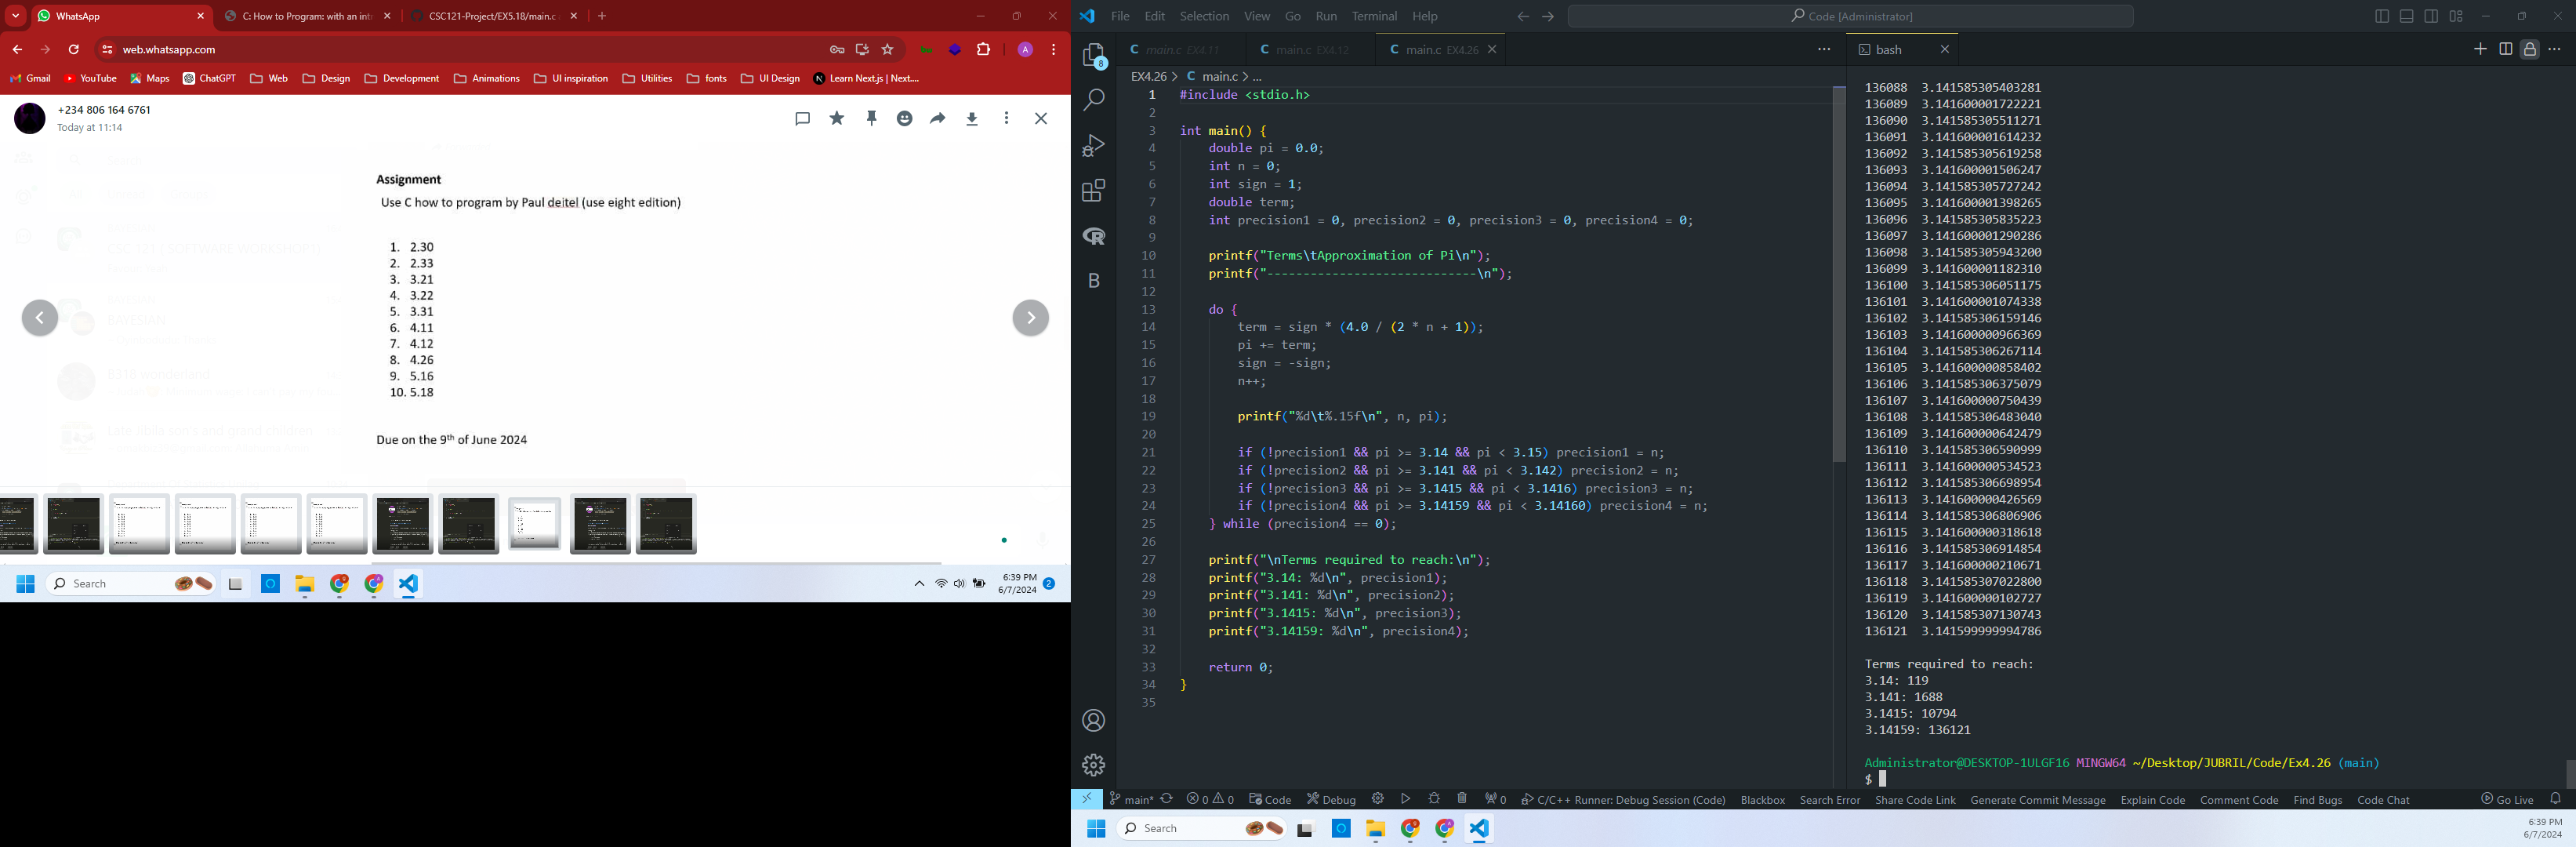 WhatsApp
C: How to Program: with an intr
CSC121-Project/EX5.18/main.c
web.whatsapp.com
Gmail
YouTube
Maps
ChatGPT
Web
Design
Development
Animations
UI inspiration
Utilities
fonts
UI Design
Learn Next.js | Next....
+234 806 164 6761
Today at 11:14
Assignment
Use C how to program by Paul deitel (use eight edition)
1. 2.30
2. 2.33
3. 3.21
4. 3.22
5. 3.31
6. 4.11
7. 4.12
8. 4.26
9. 5.16
10. 5.18
Due on the 9th of June 2024
Search
6:39 PM
6/7/2024
2
File Edit Selection View Go Run Terminal Help
Code [Administrator]
8
C main.c EX4.11
C main.c EX4.12
C main.c EX4.26
EX4.26 > C main.c > ...
1 #include <stdio.h>
2
3 int main() {
4 double pi = 0.0;
5 int n = 0;
6 int sign = 1;
7 double term;
8 int precision1 = 0, precision2 = 0, precision3 = 0, precision4 = 0;
9
10 printf("Terms\tApproximation of Pi\n");
11 printf("-----------------------------\n");
12
13 do {
14 term = sign * (4.0 / (2 * n + 1));
15 pi += term;
16 sign = -sign;
17 n++;
18
19 printf("%d\t%.15f\n", n, pi);
20
21 if (!precision1 && pi >= 3.14 && pi < 3.15) precision1 = n;
22 if (!precision2 && pi >= 3.141 && pi < 3.142) precision2 = n;
23 if (!precision3 && pi >= 3.1415 && pi < 3.1416) precision3 = n;
24 if (!precision4 && pi >= 3.14159 && pi < 3.14160) precision4 = n;
25 } while (precision4 == 0);
26
27 printf("\nTerms required to reach:\n");
28 printf("3.14: %d\n", precision1);
29 printf("3.141: %d\n", precision2);
30 printf("3.1415: %d\n", precision3);
31 printf("3.14159: %d\n", precision4);
32
33 return 0;
34 }
35
bash
136088 3.141585305403281
136089 3.141600001722221
136090 3.141585305511271
136091 3.141600001614232
136092 3.141585305619258
136093 3.141600001506247
136094 3.141585305727242
136095 3.141600001398265
136096 3.141585305835223
136097 3.141600001290286
136098 3.141585305943200
136099 3.141600001182310
136100 3.141585306051175
136101 3.141600001074338
136102 3.141585306159146
136103 3.141600000966369
136104 3.141585306267114
136105 3.141600000858402
136106 3.141585306375079
136107 3.141600000750439
136108 3.141585306483040
136109 3.141600000642479
136110 3.141585306590999
136111 3.141600000534523
136112 3.141585306698954
136113 3.141600000426569
136114 3.141585306806906
136115 3.141600000318618
136116 3.141585306914854
136117 3.141600000210671
136118 3.141585307022800
136119 3.141600000102727
136120 3.141585307130743
136121 3.141599999994786
Terms required to reach:
3.14: 119
3.141: 1688
3.1415: 10794
3.14159: 136121
Administrator@DESKTOP-1ULGF16 MINGW64 ~/Desktop/JUBRIL/Code/Ex4.26 (main)
$
main* 0 0 Code Debug 0 C/C++ Runner: Debug Session (Code) Blackbox Search Error Share Code Link Generate Commit Message Explain Code Comment Code Find Bugs Code Chat Go Live
Search
6:39 PM
6/7/2024